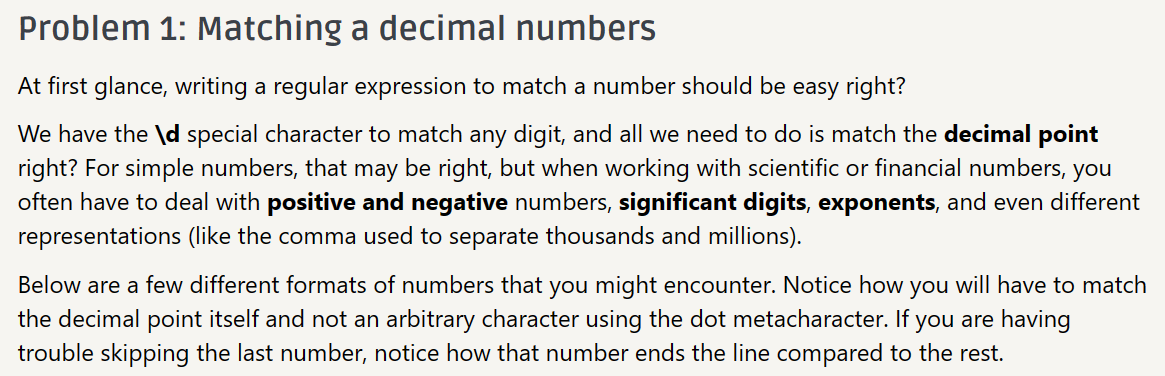 Problem 1: Matching a decimal numbers
At first glance, writing a regular expression to match a number should be easy right?
We have the \d special character to match any digit, and all we need to do is match the decimal point
right? For simple numbers, that may be right, but when working with scientific or financial numbers, you
often have to deal with positive and negative numbers, significant digits, exponents, and even different
representations (like the comma used to separate thousands and millions).
Below are a few different formats of numbers that you might encounter. Notice how you will have to match
the decimal point itself and not an arbitrary character using the dot metacharacter. If you are having
trouble skipping the last number, notice how that number ends the line compared to the rest.